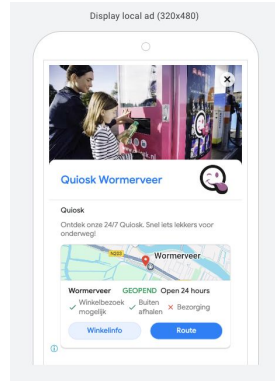 Display local ad (320x480)
Quiosk Wormerveer
Quiosk
Ontdek onze 24/7 Quiosk. Snel iets lekkers voor
onderweg!
Wormerveer
Wormerveer GEOPEND Open 24 hours
✓ Winkelbezoek mogelijk ✓ Buiten afhalen × Bezorging
Winkelinfo Route